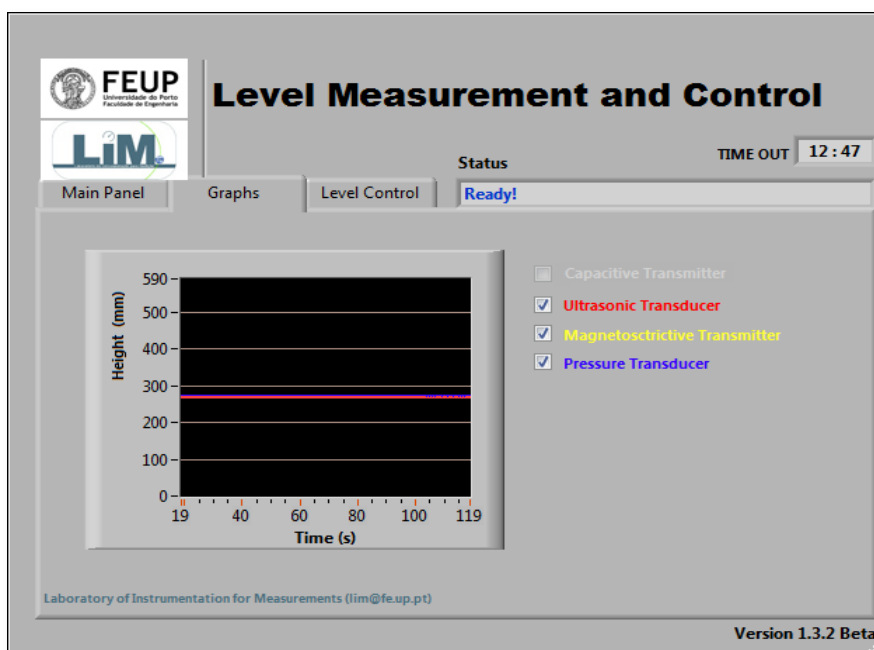 FEUP
Universidade do Porto
Faculdade de Engenharia
Level Measurement and Control
LiM
TIME OUT 12:47
Status
Main Panel Graphs Level Control Ready!
590
500
400
300
200
100
0
Height (mm)
19 40 60 80 100 119
Time (s)
Capacitive Transmitter
Ultrasonic Transducer
Magnetosctrictive Transmitter
Pressure Transducer
Laboratory of Instrumentation for Measurements (lim@fe.up.pt)
Version 1.3.2 Beta